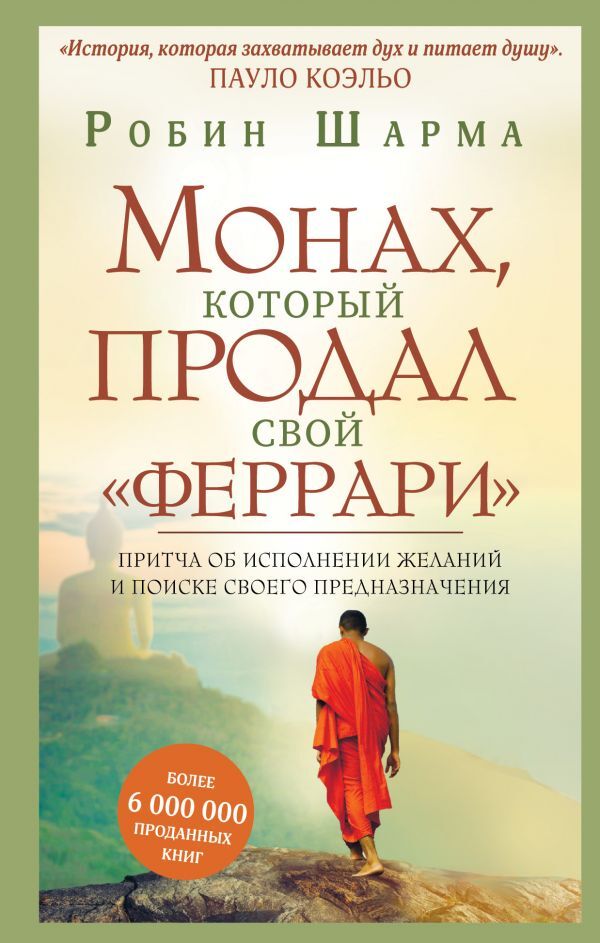 «История, которая захватывает дух и питает душу».
ПАУЛО КОЭЛЬО
РОБИН ШАРМА
МОНАХ,
КОТОРЫЙ
ПРОДАЛ
СВОЙ
«ФЕРРАРИ»
ПРИТЧА ОБ ИСПОЛНЕНИИ ЖЕЛАНИЙ
И ПОИСКЕ СВОЕГО ПРЕДНАЗНАЧЕНИЯ
БОЛЕЕ
6 000 000
ПРОДАННЫХ
КНИГ